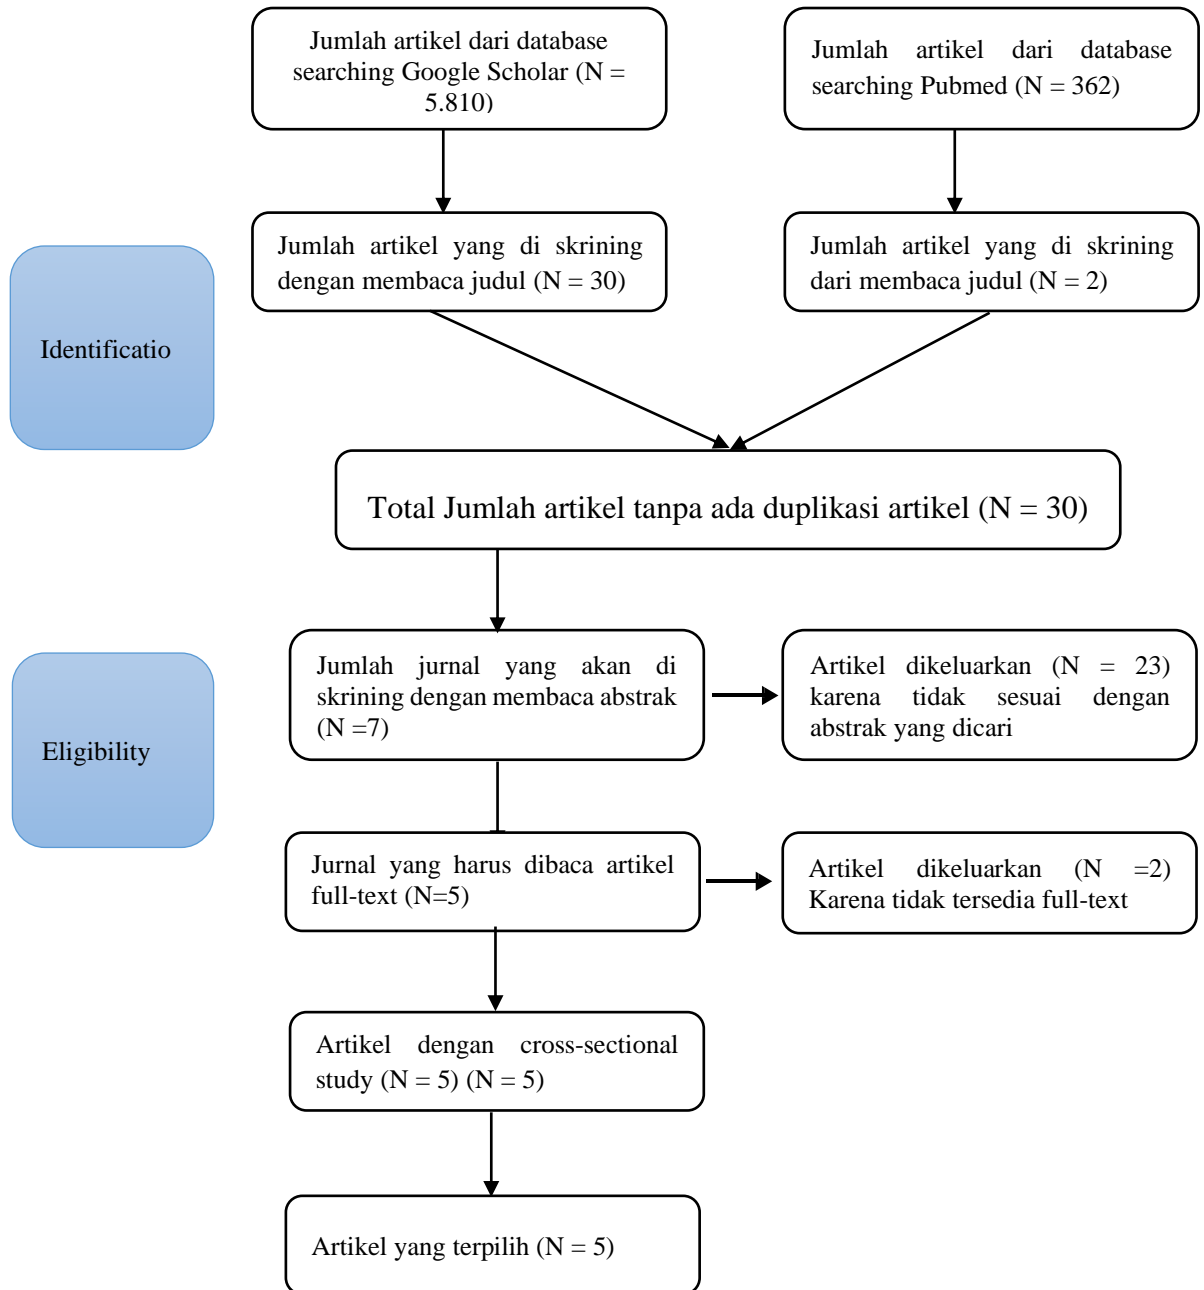 Jumlah artikel dari database
searching Google Scholar (N =
5.810)
Jumlah artikel dari database
searching Pubmed (N = 362)
Jumlah artikel yang di skrining
dengan membaca judul (N = 30)
Jumlah artikel yang di skrining
dari membaca judul (N = 2)
Identificatio
Total Jumlah artikel tanpa ada duplikasi artikel (N = 30)
Jumlah jurnal yang akan di
skrining dengan membaca abstrak
(N =7)
Artikel dikeluarkan (N = 23)
karena tidak sesuai dengan
abstrak yang dicari
Eligibility
Jurnal yang harus dibaca artikel
full-text (N=5)
Artikel dikeluarkan (N =2)
Karena tidak tersedia full-text
Artikel dengan cross-sectional
study (N = 5) (N = 5)
Artikel yang terpilih (N = 5)